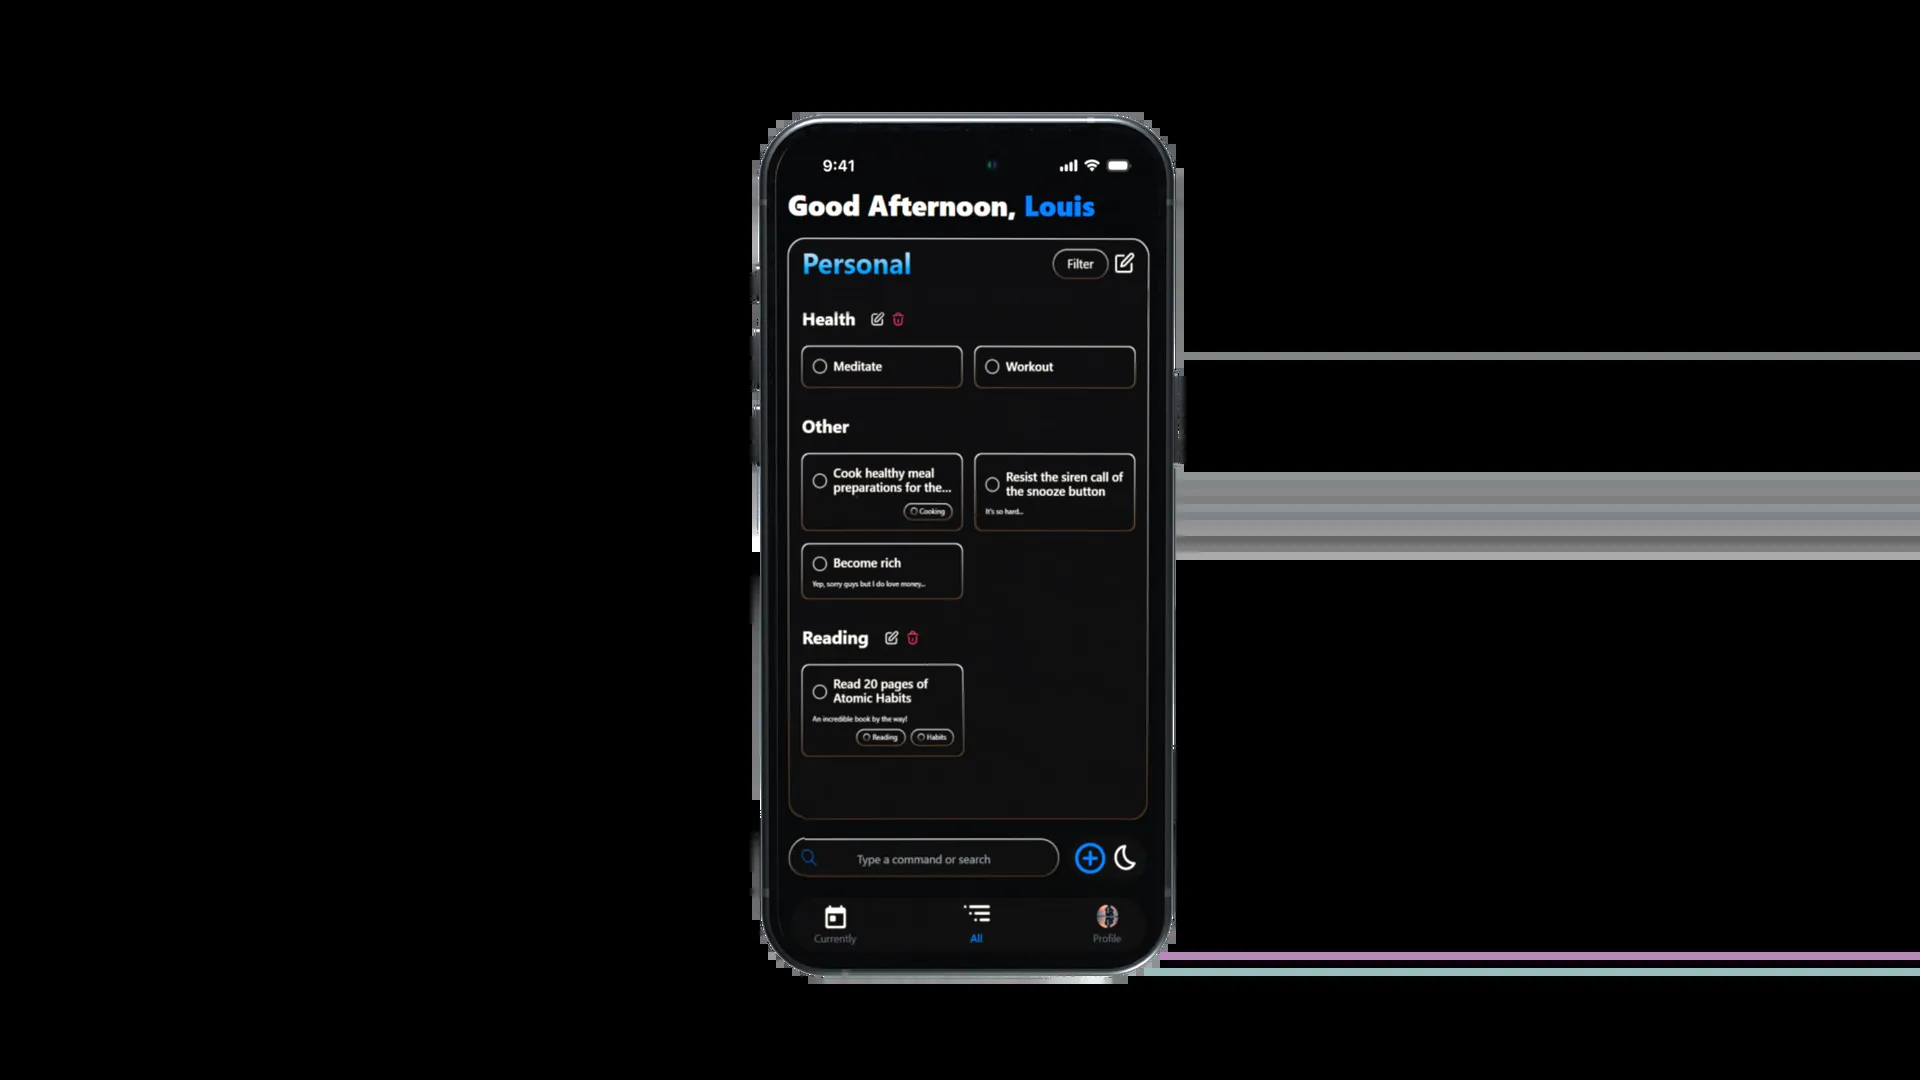 9:41
Good Afternoon, Louis
Personal
Filter
Health
Meditate
Workout
Other
Cook healthy meal
preparations for the...
Cooking
Resist the siren call of
the snooze button
It's so hard...
Become rich
Yep, sorry guys but I do love money...
Reading
Read 20 pages of
Atomic Habits
An incredible book by the way!
Reading
Habits
Type a command or search
Currently
All
Profile